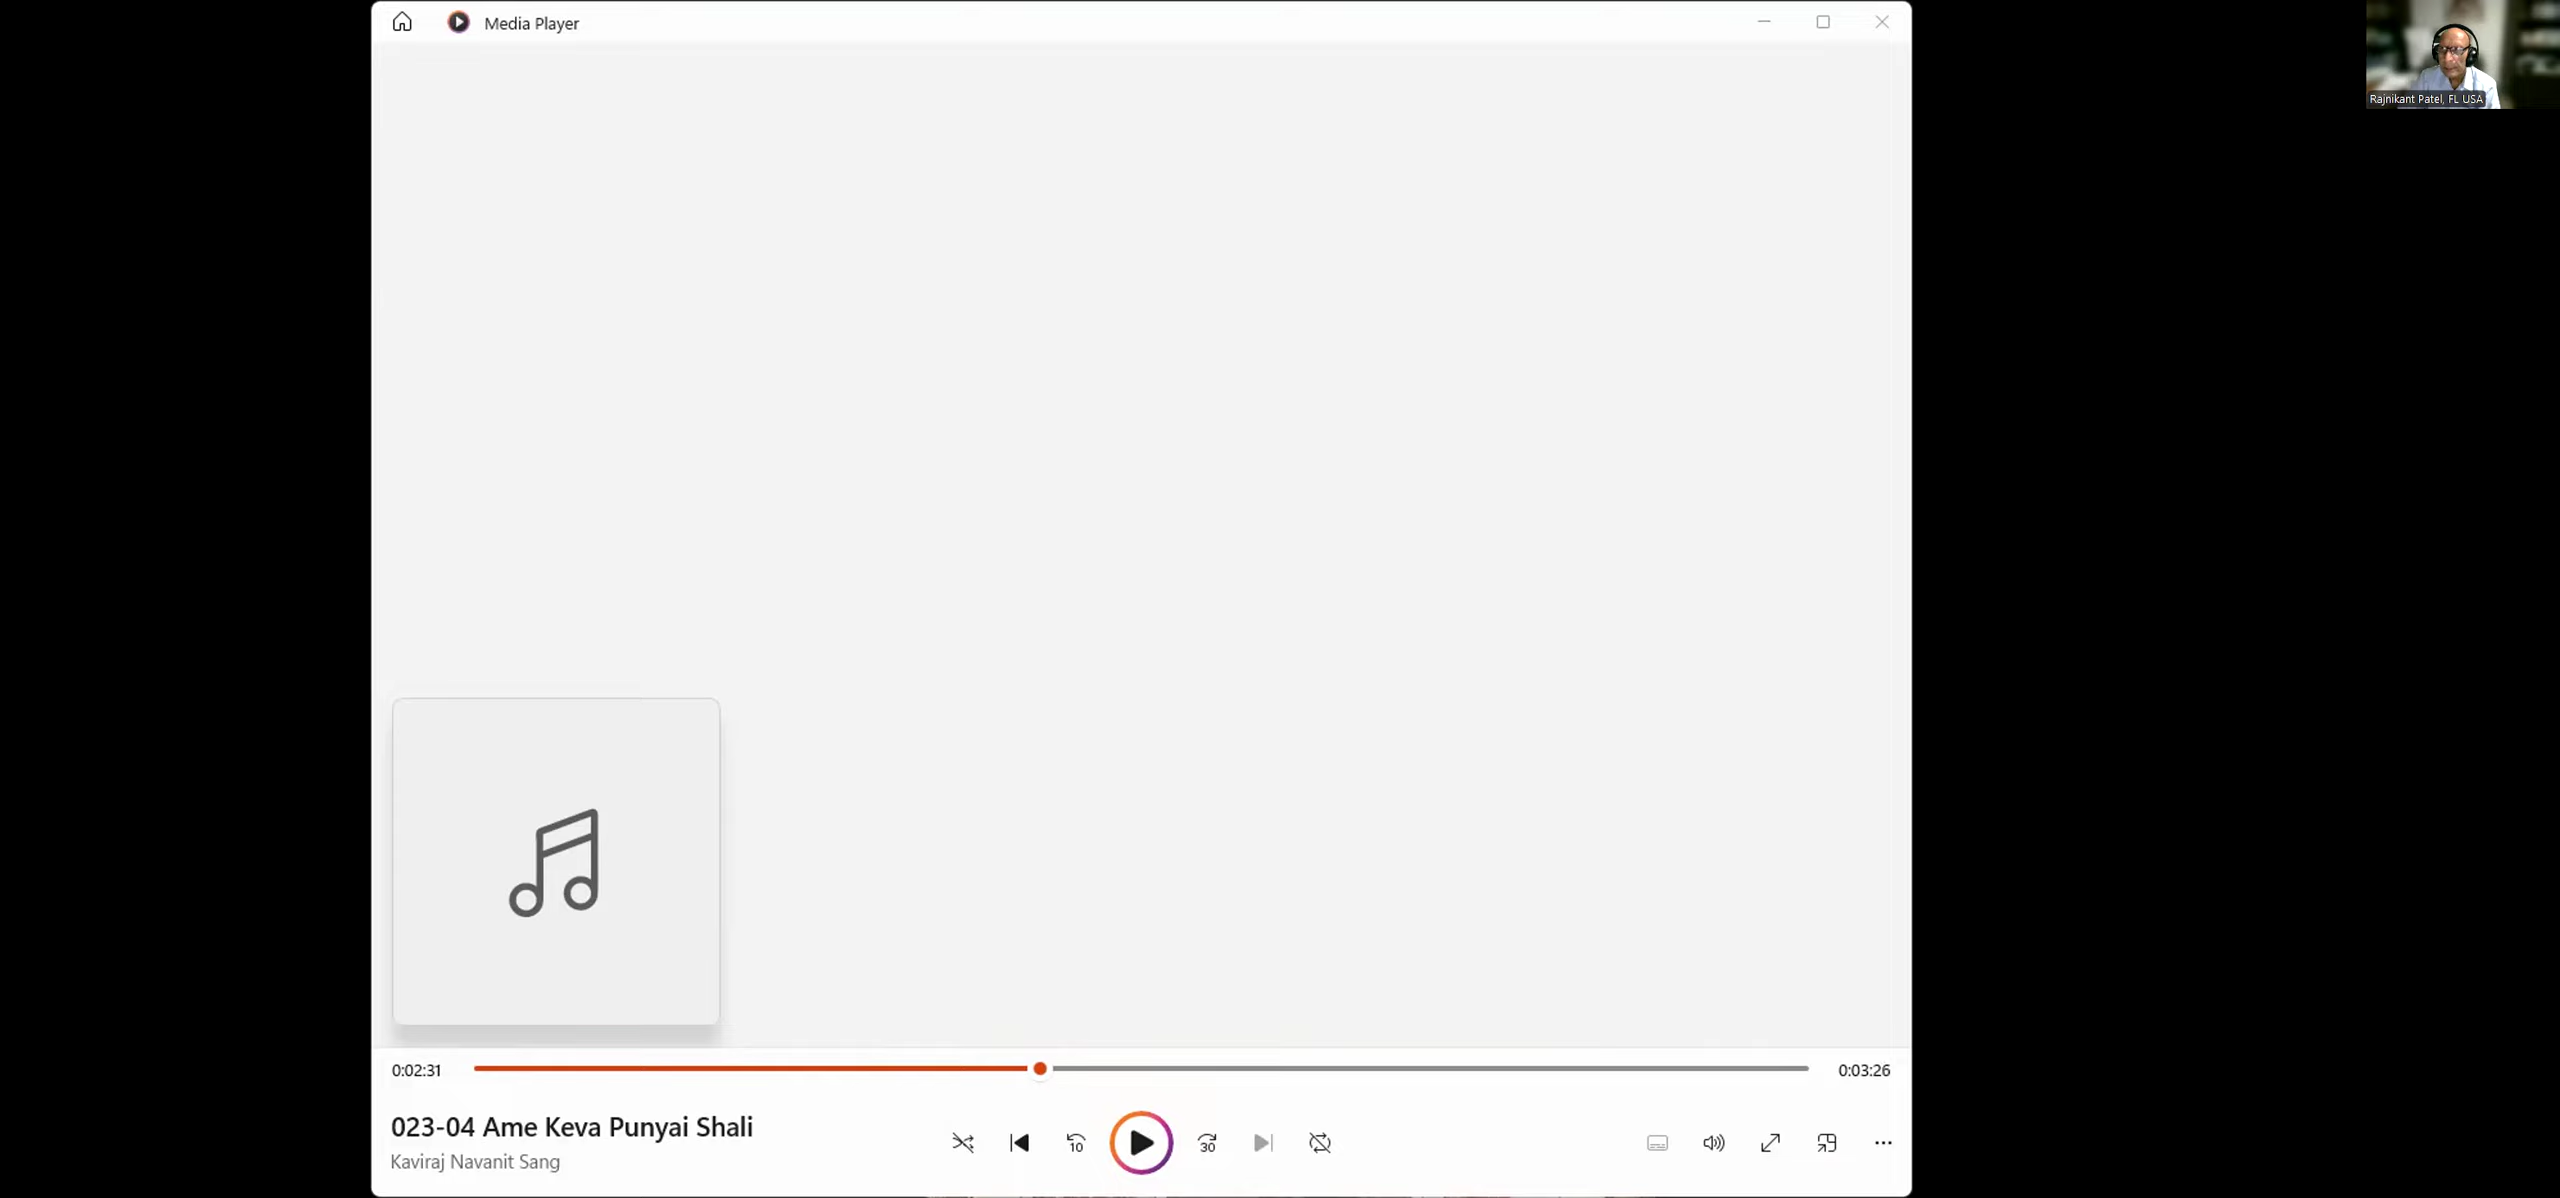 Media Player
Rajnikant Patel, FL USA
0:02:31
0:03:26
023-04 Ame Keva Punyai Shali
Kaviraj Navanit Sang
10
30